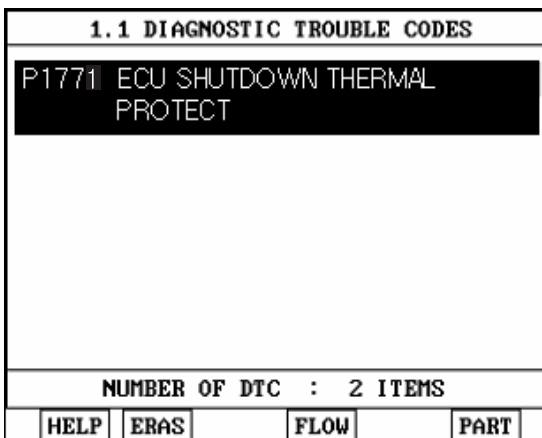 1.1 DIAGNOSTIC TROUBLE CODES
P1771 ECU SHUTDOWN THERMAL
PROTECT
NUMBER OF DTC : 2 ITEMS
HELP ERAS FLOW PART